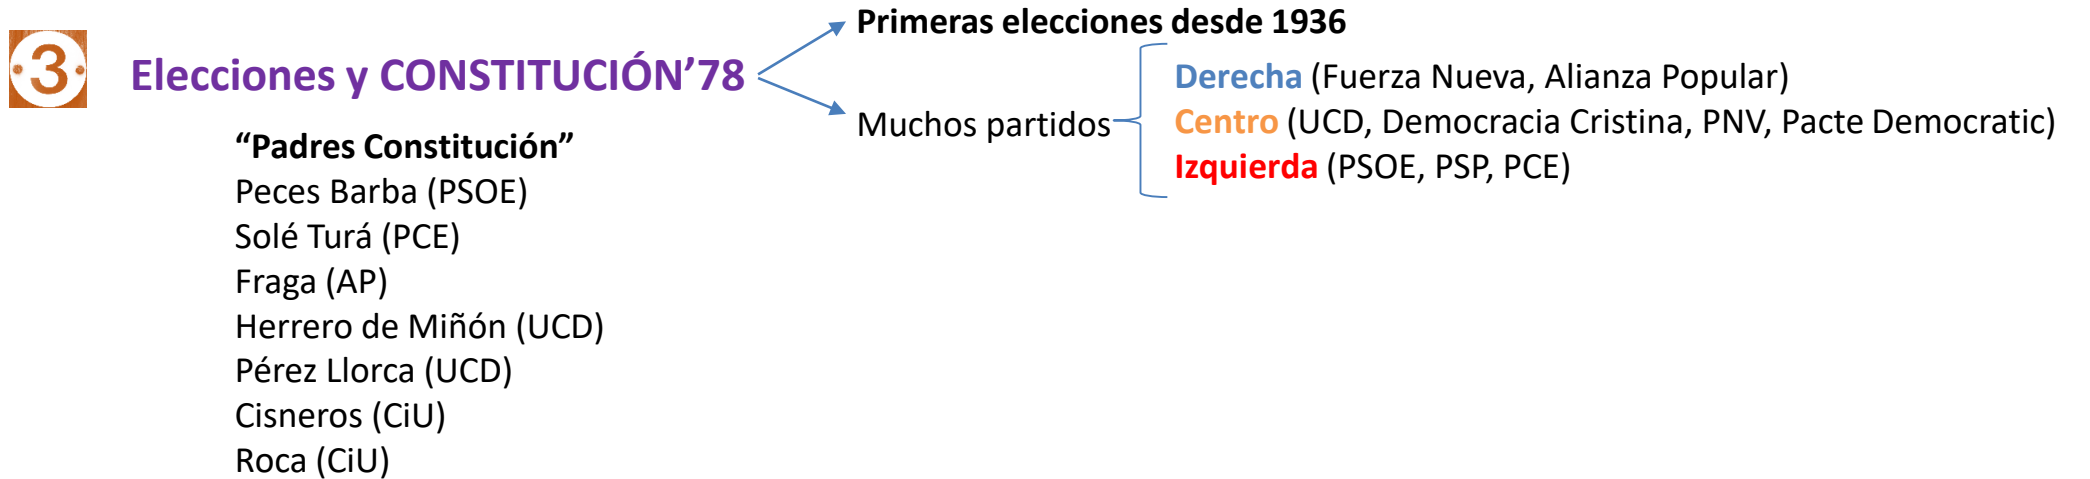 3
Elecciones y CONSTITUCIÓN’78
Primeras elecciones desde 1936
Muchos partidos
Derecha (Fuerza Nueva, Alianza Popular)
Centro (UCD, Democracia Cristina, PNV, Pacte Democratic)
Izquierda (PSOE, PSP, PCE)
“Padres Constitución”
Peces Barba (PSOE)
Solé Turá (PCE)
Fraga (AP)
Herrero de Miñón (UCD)
Pérez Llorca (UCD)
Cisneros (CiU)
Roca (CiU)